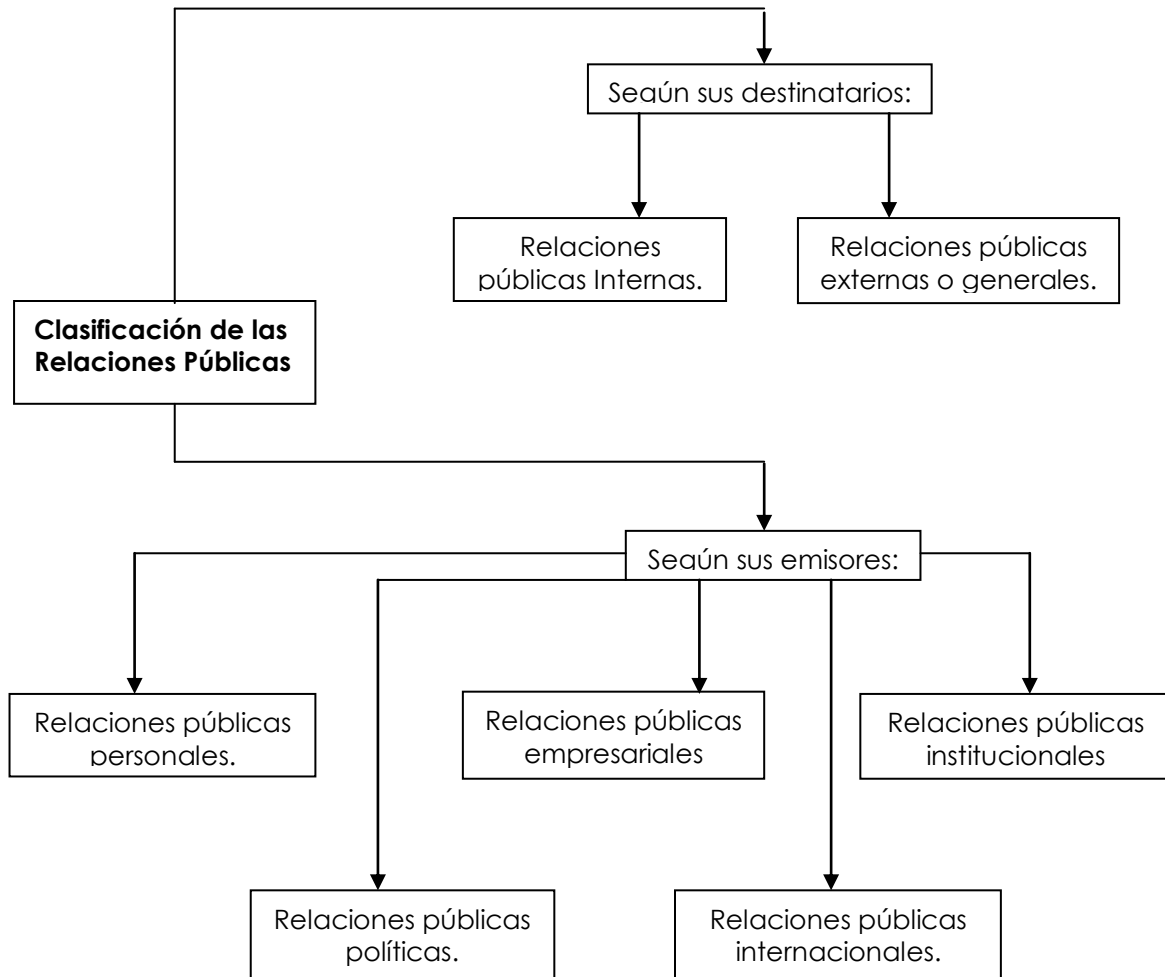 Según sus destinatarios:
Relaciones
públicas Internas.
Relaciones públicas
externas o generales.
Clasificación de las
Relaciones Públicas
Según sus emisores:
Relaciones públicas
personales.
Relaciones públicas
empresariales
Relaciones públicas
institucionales
Relaciones públicas
políticas.
Relaciones públicas
internacionales.